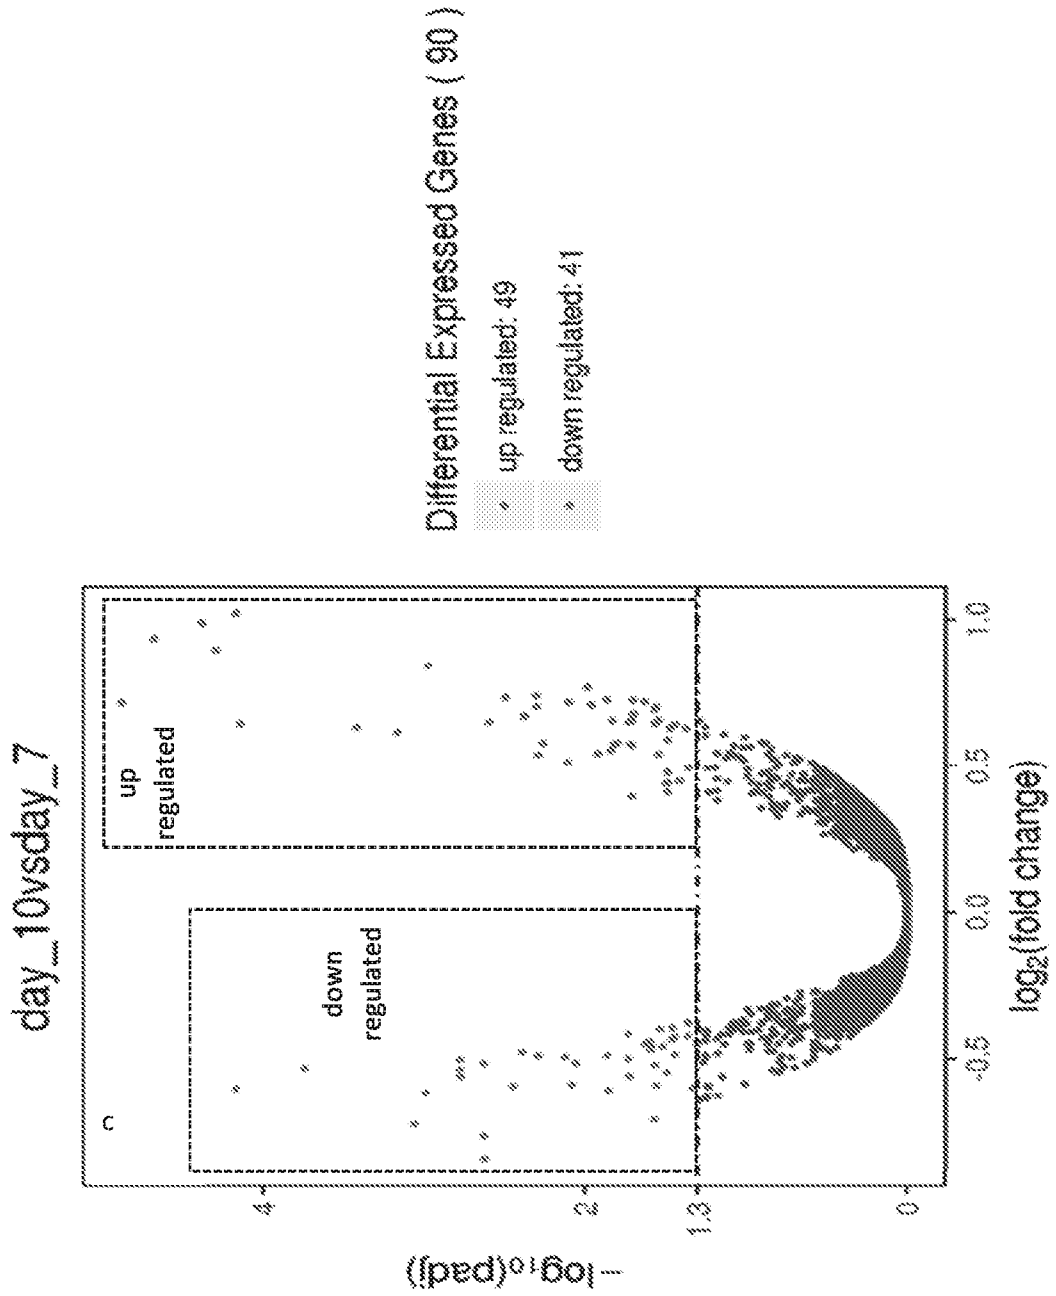 day_10vsday_7
c
down
regulated
up
regulated
−log10(padj)
4
2
1.3
0
-0.5
0.0
0.5
1.0
log2(fold change)
Differential Expressed Genes ( 90 )
up regulated: 49
down regulated: 41